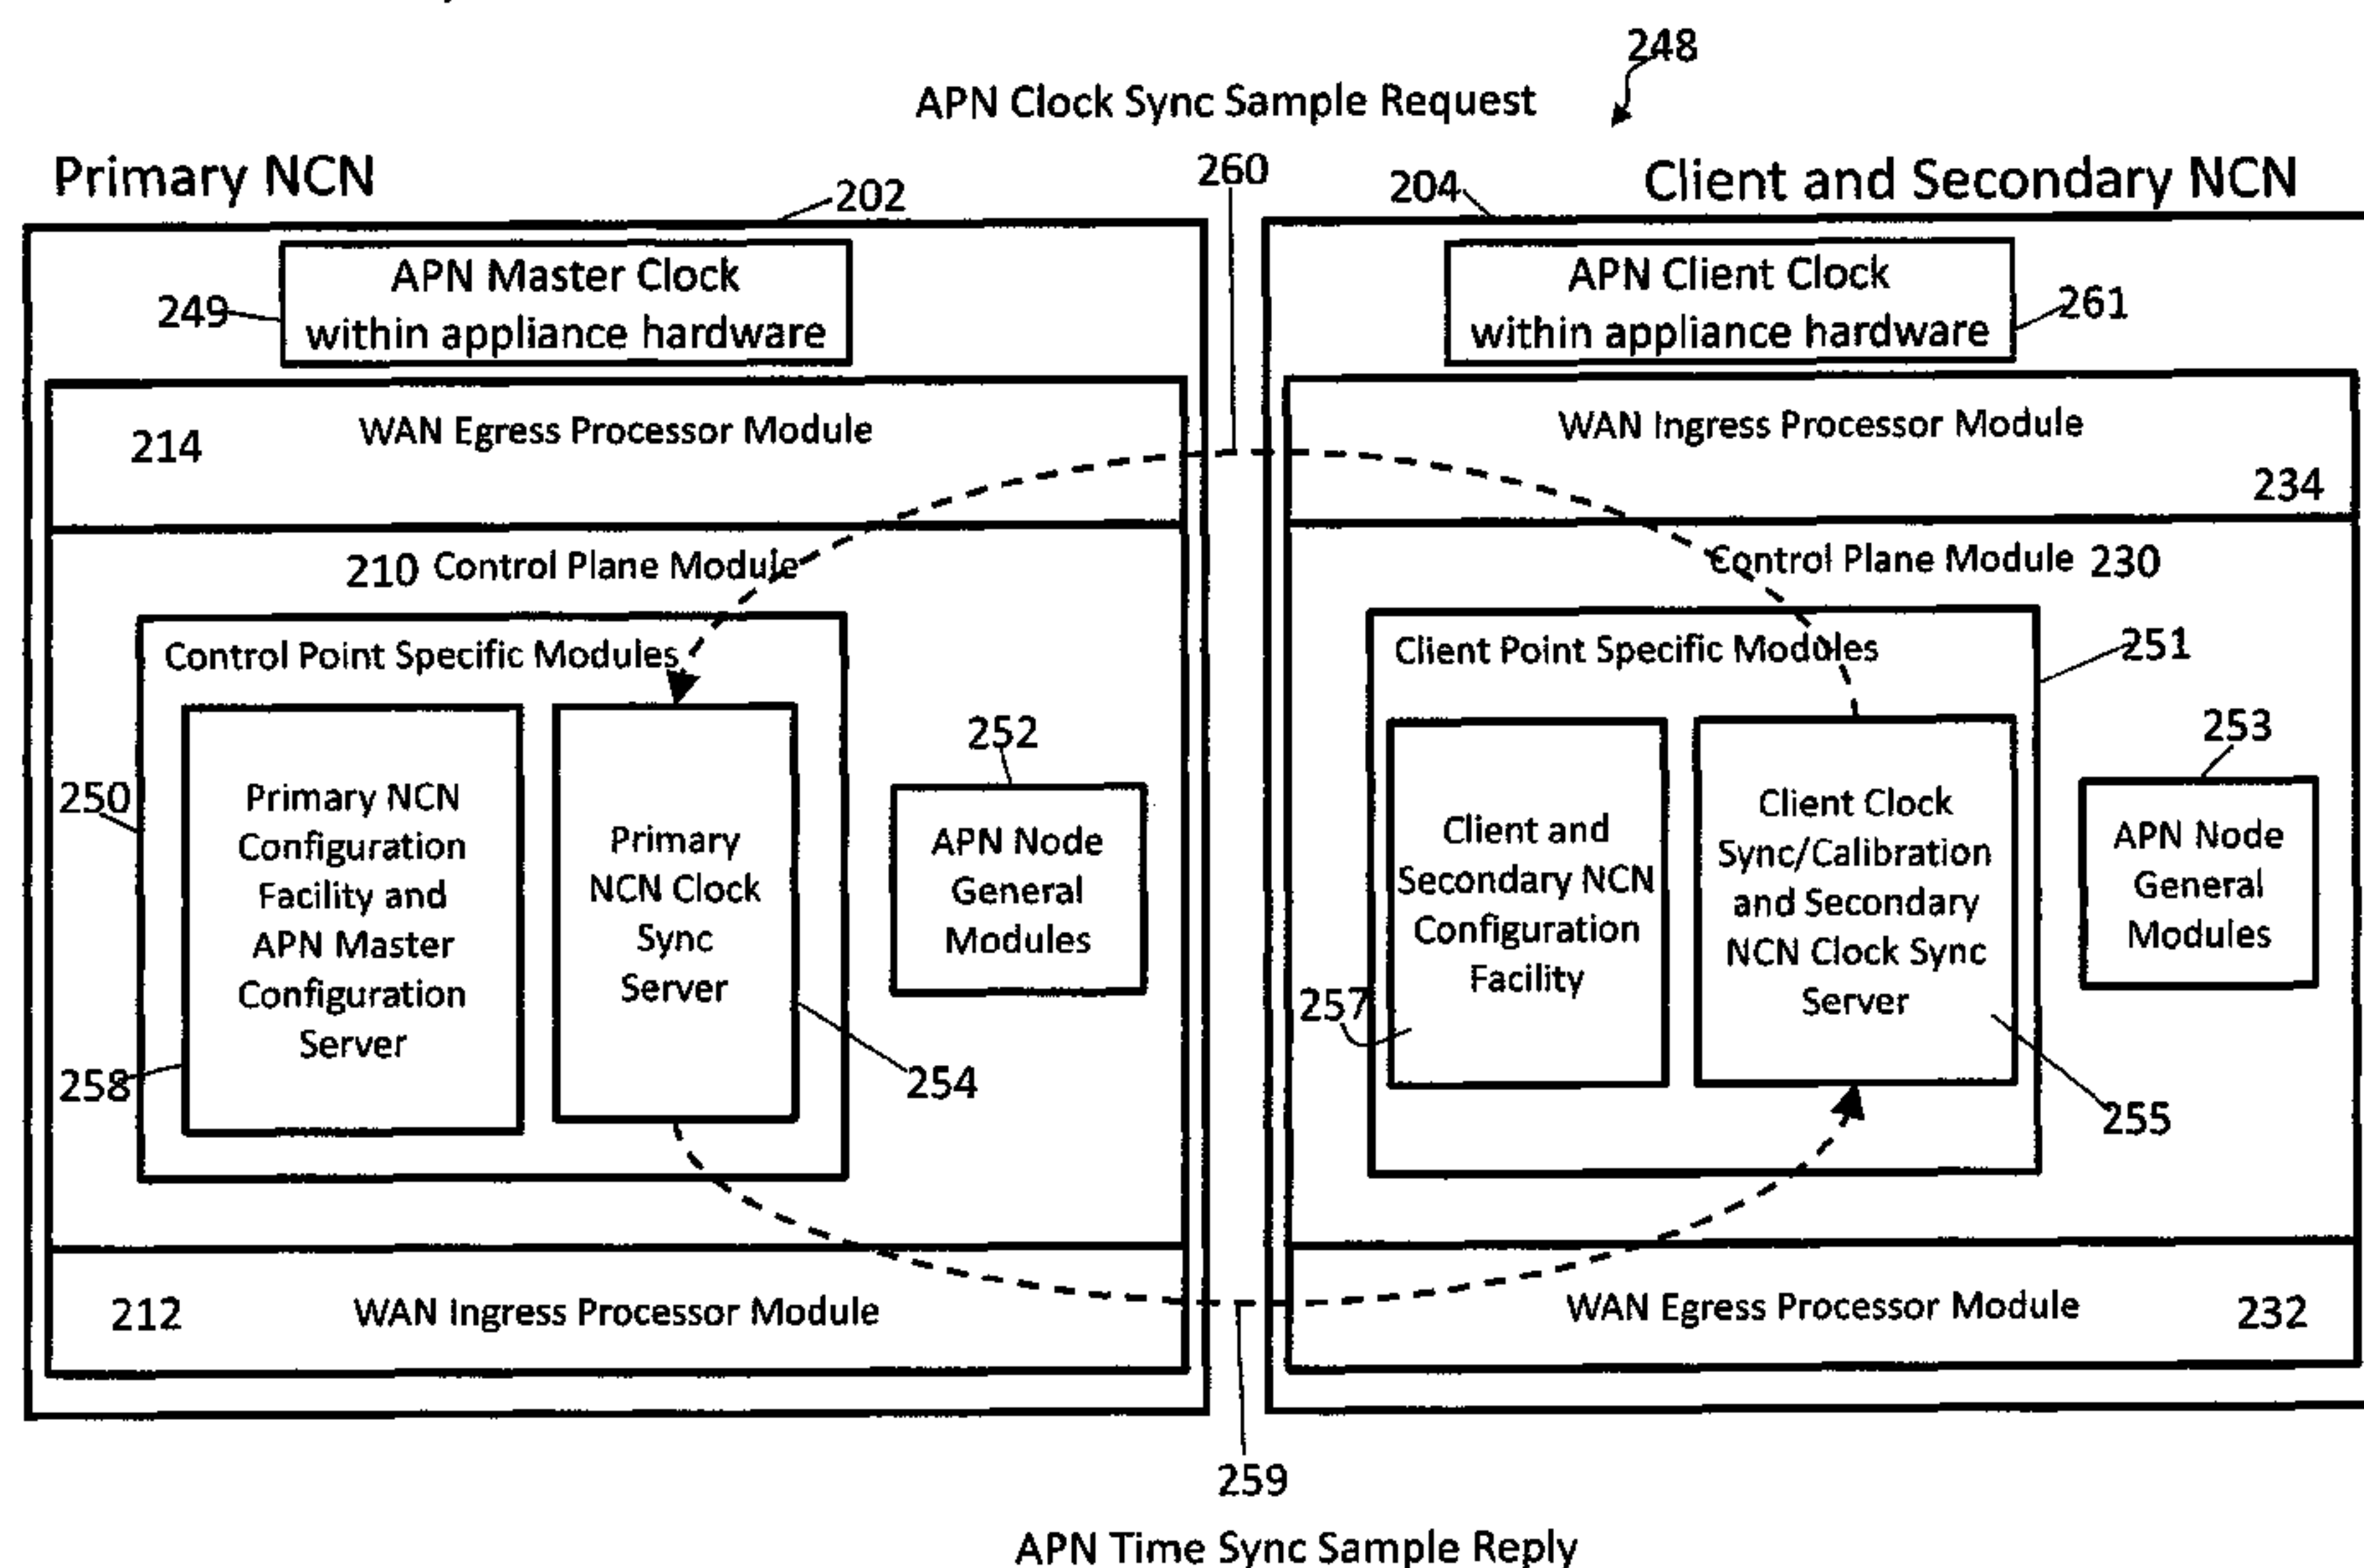 248
APN Clock Sync Sample Request
Primary NCN
202
260
204
Client and Secondary NCN
249
APN Master Clock
within appliance hardware
APN Client Clock
within appliance hardware
261
214
WAN Egress Processor Module
WAN Ingress Processor Module
234
210 Control Plane Module
Control Plane Module 230
Control Point Specific Modules
Client Point Specific Modules
251
250
Primary NCN
Configuration
Facility and
APN Master
Configuration
Server
258
Primary
NCN Clock
Sync
Server
254
252
APN Node
General
Modules
257
Client and
Secondary NCN
Configuration
Facility
Client Clock
Sync/Calibration
and Secondary
NCN Clock Sync
Server
255
253
APN Node
General
Modules
212
WAN Ingress Processor Module
WAN Egress Processor Module
232
259
APN Time Sync Sample Reply